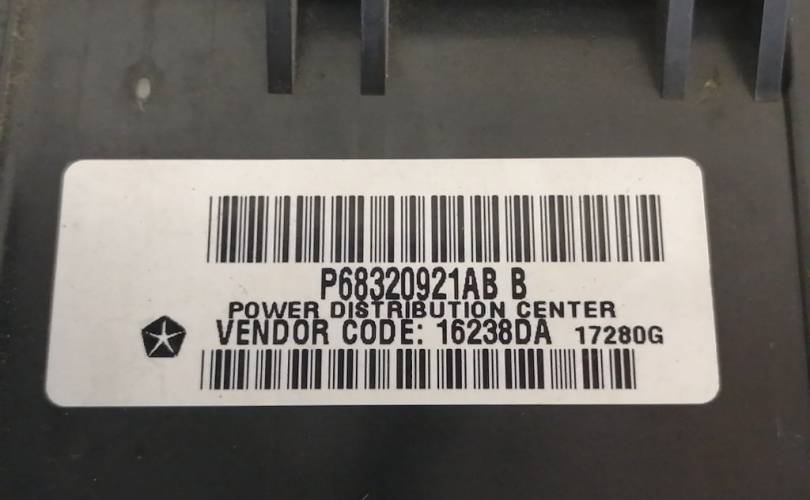 P68320921AB B
POWER DISTRIBUTION CENTER
VENDOR CODE: 16238DA 17280G